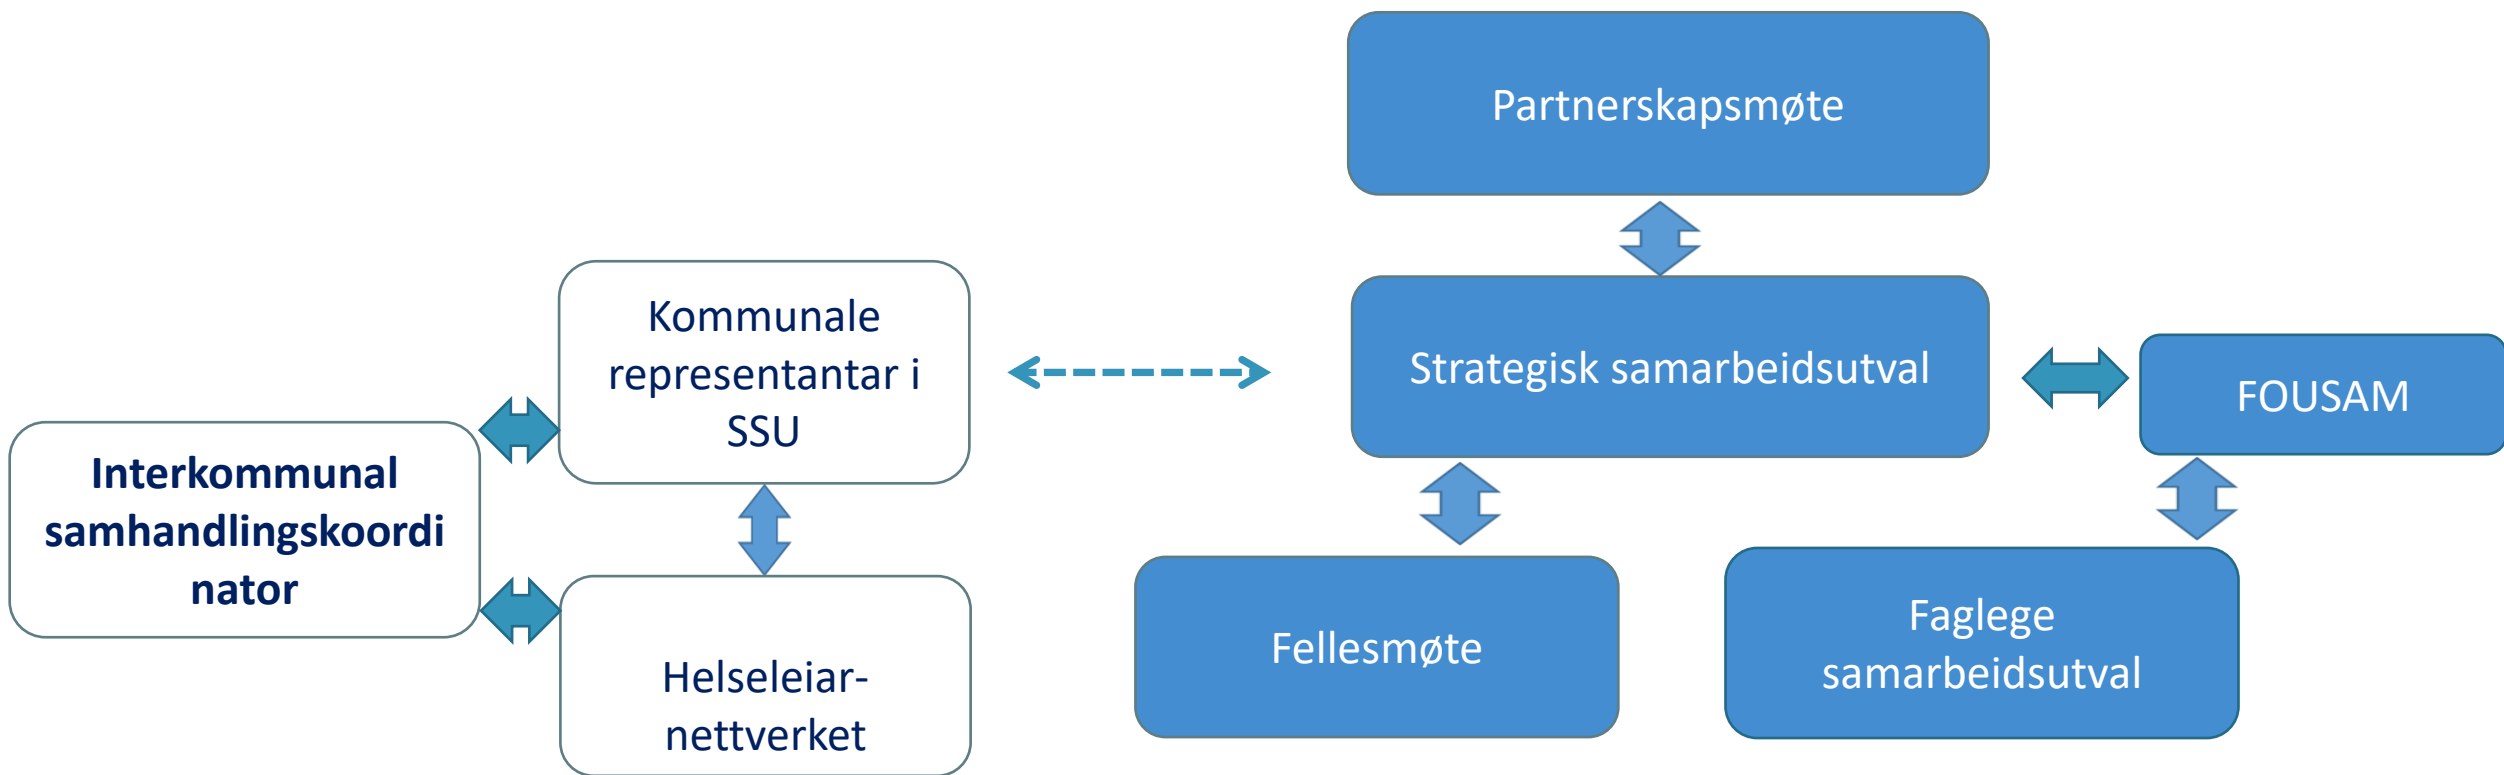 Partnerskapsmøte
Kommunale
representantar i
SSU
Strategisk samarbeidsutval
FOUSAM
Interkommunal
samhandlingskoordi
nator
Helseleiar-
nettverket
Fellesmøte
Faglege
samarbeidsutval